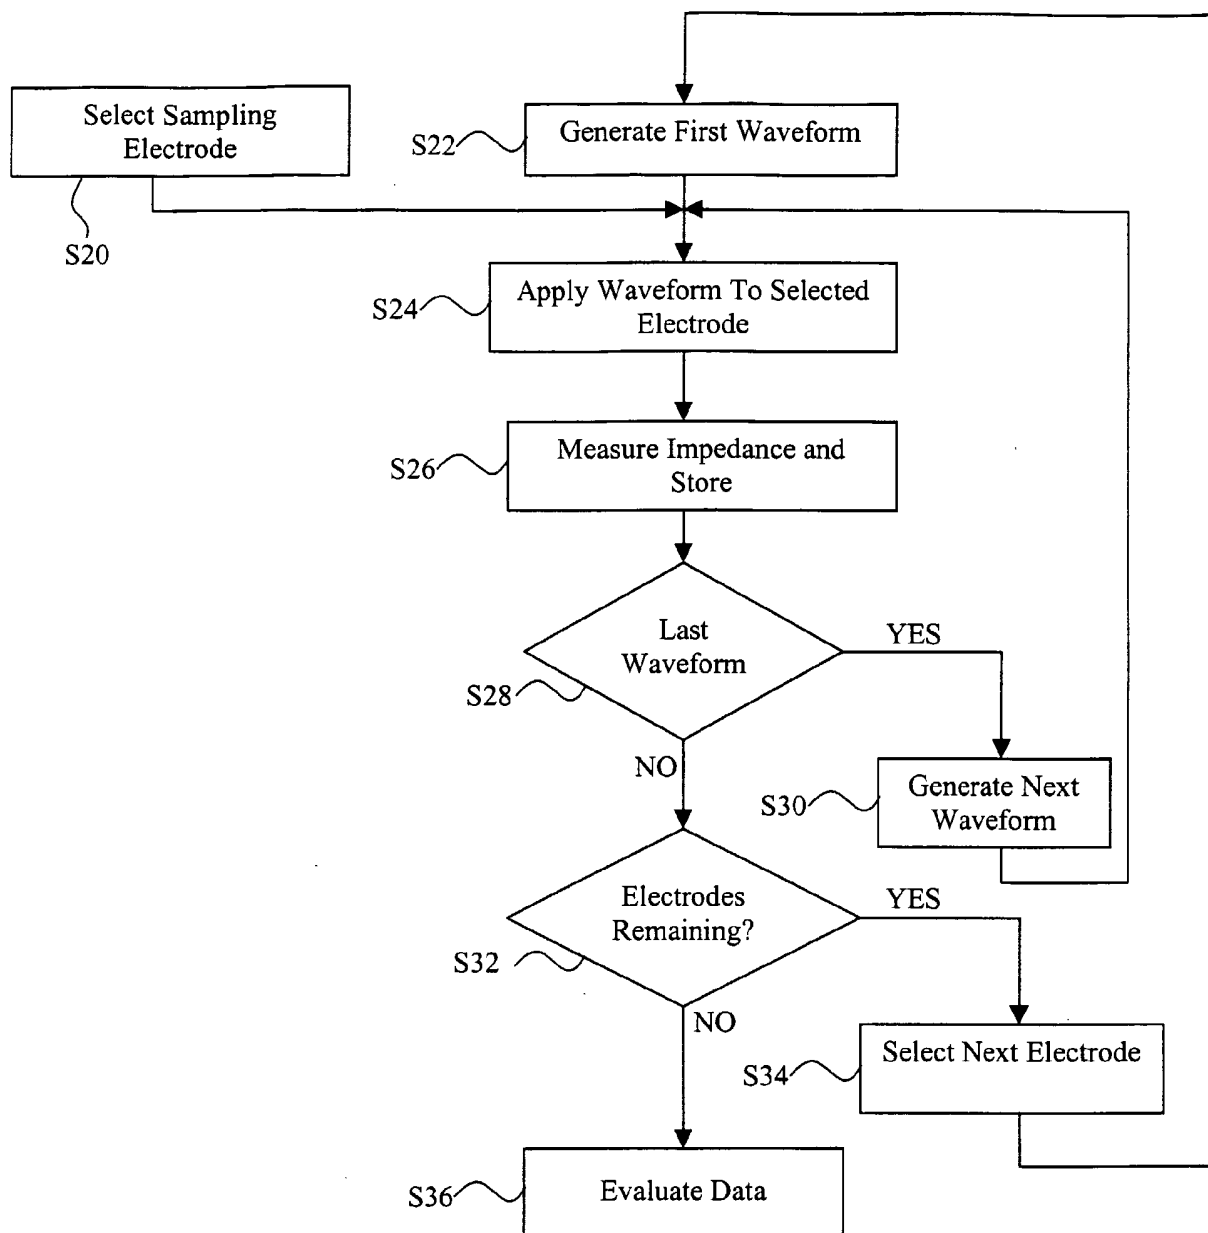 Select Sampling
Electrode
S20
Generate First Waveform
S22
Apply Waveform To Selected
Electrode
S24
Measure Impedance and
Store
S26
Last
Waveform
S28
YES
NO
Generate Next
Waveform
S30
Electrodes
Remaining?
S32
YES
NO
Select Next Electrode
S34
Evaluate Data
S36